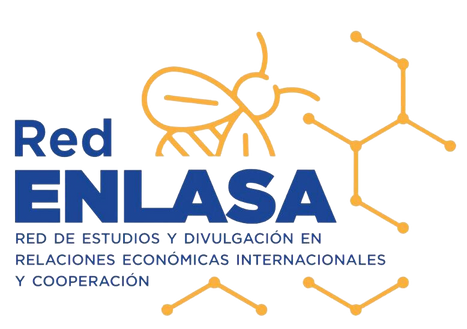 Red
ENLASA
RED DE ESTUDIOS Y DIVULGACIÓN EN
RELACIONES ECONÓMICAS INTERNACIONALES
Y COOPERACIÓN